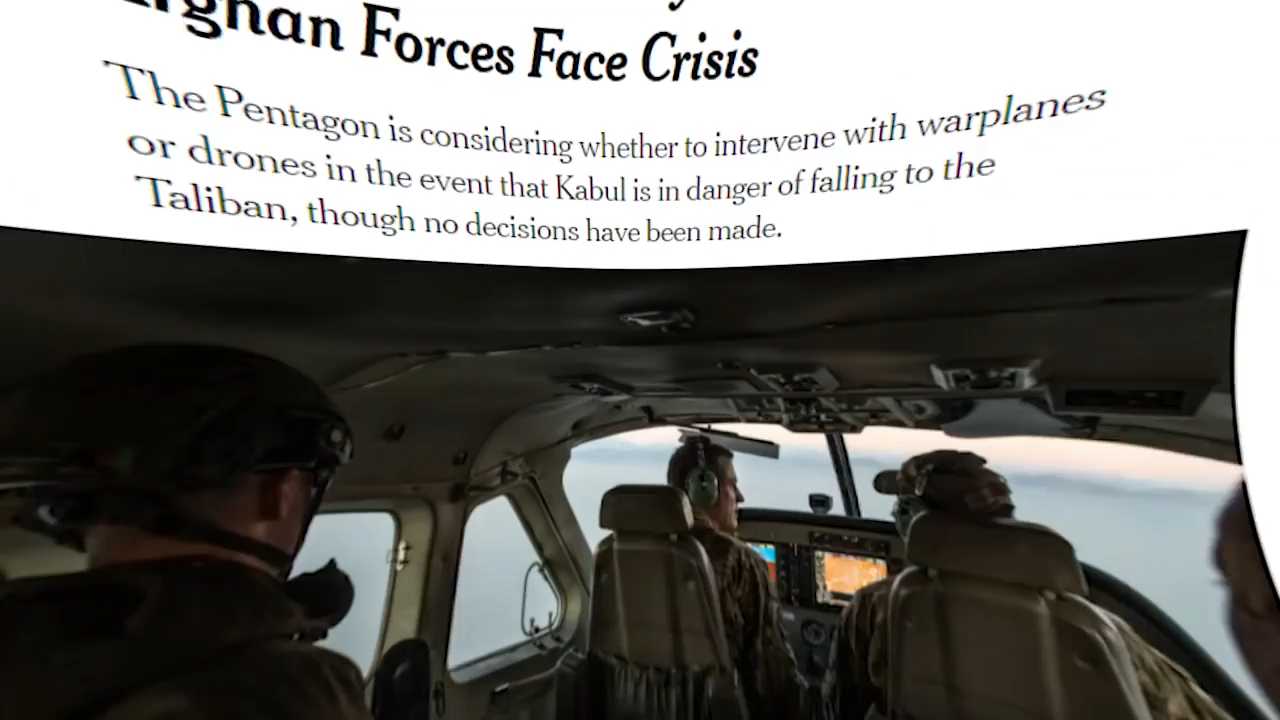 Forces Face Crisis
The Pentagon is considering whether to intervene with warplanes
or drones in the event that Kabul is in danger of falling to the
Taliban, though no decisions have been made.